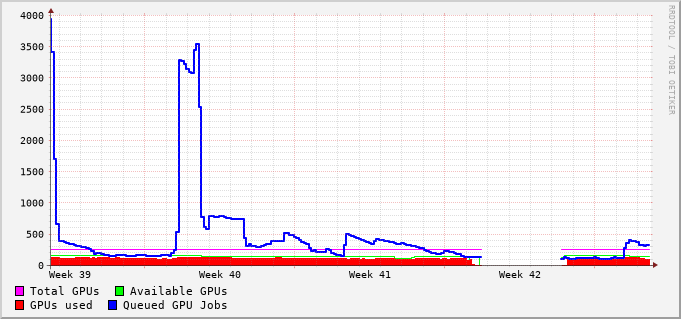 4000
3500
3000
2500
2000
1500
1000
500
0
Week 39 Week 40 Week 41 Week 42
Total GPUs Available GPUs
GPUs used Queued GPU Jobs
RRDTOOL / TOBI OETIKER